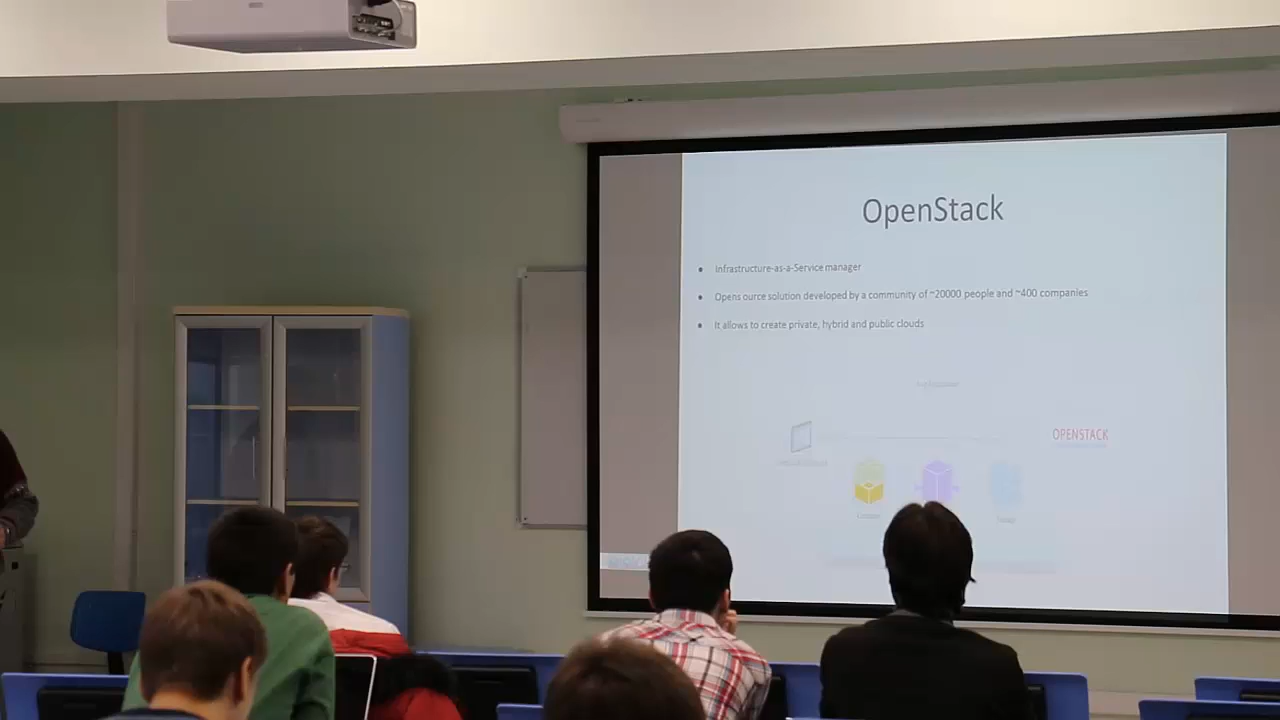 OpenStack
• Infrastructure-as-a-Service manager
• Opens ource solution developed by a community of ~20000 people and ~400 companies
• It allows to create private, hybrid and public clouds
OPENSTACK